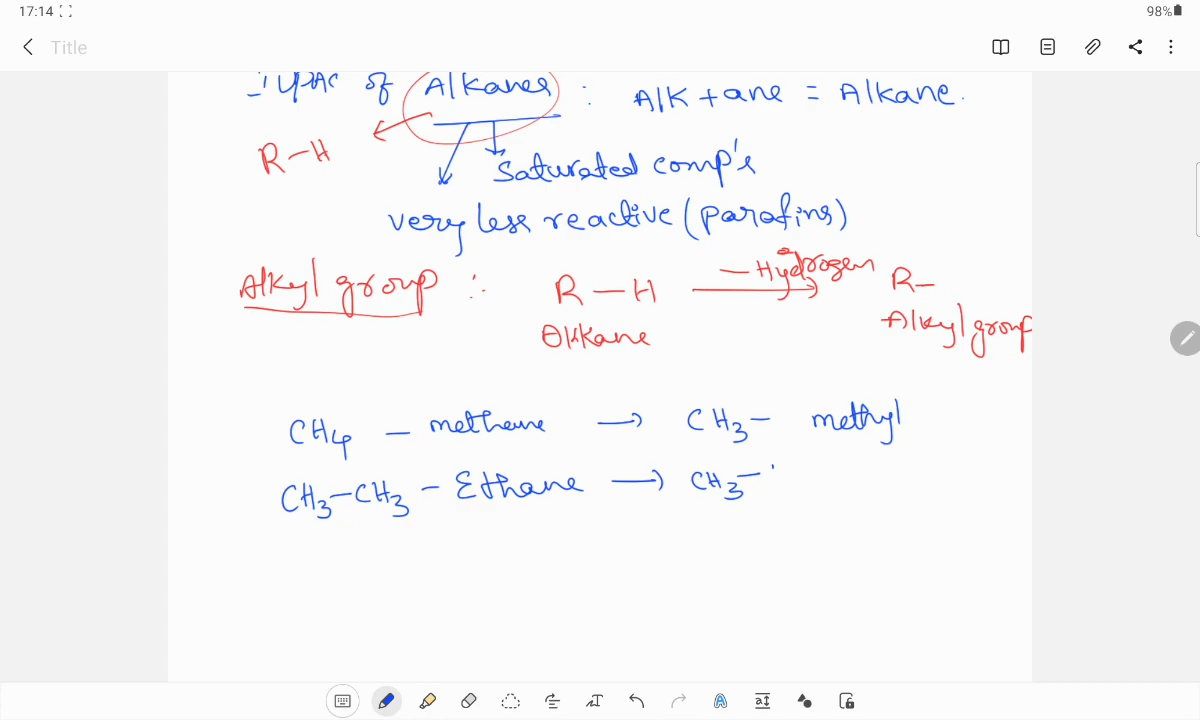 17:14 98%
Title
IUPAC of Alkanes : Alk + ane = Alkane.
R-H
Saturated comp's
very less reactive (parafins)
Alkyl group : R-H —Hydrogen→ R-
Alkane Alkyl group
CH4 - methane → CH3- methyl
CH3-CH3 - Ethane → CH3-